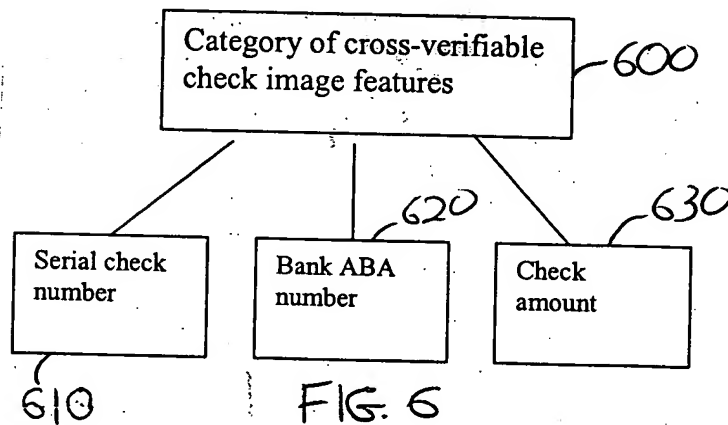 Category of cross-verifiable
check image features
600
620
630
Serial check
number
Bank ABA
number
Check
amount
610
FIG. 6